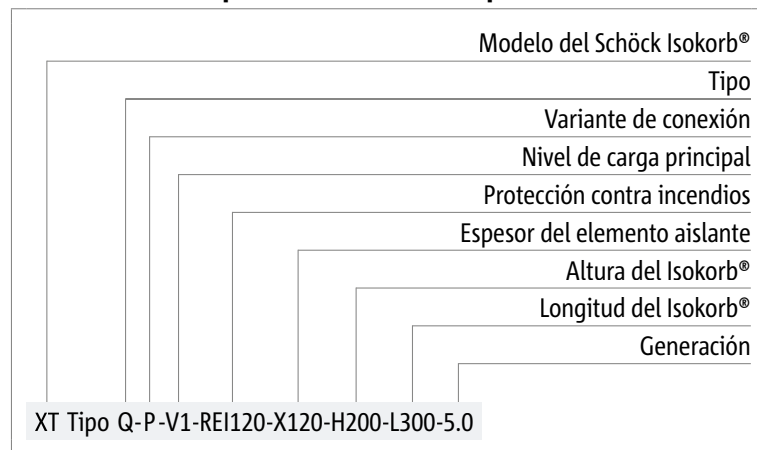 Modelo del Schöck Isokorb®
Tipo
Variante de conexión
Nivel de carga principal
Protección contra incendios
Espesor del elemento aislante
Altura del Isokorb®
Longitud del Isokorb®
Generación
XT Tipo Q-P-V1-REI120-X120-H200-L300-5.0